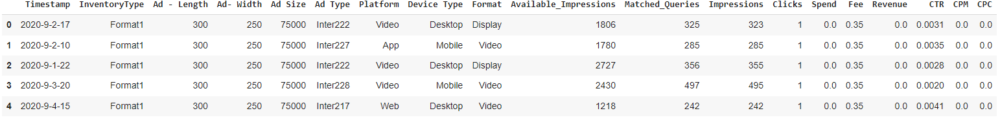 Timestamp InventoryType Ad - Length Ad- Width Ad Size Ad Type Platform Device Type Format Available_Impressions Matched_Queries Impressions Clicks Spend Fee Revenue CTR CPM CPC
0 2020-9-2-17 Format1 300 250 75000 Inter222 Video Desktop Display 1806 325 323 1 0.0 0.35 0.0 0.0031 0.0 0.0
1 2020-9-2-10 Format1 300 250 75000 Inter227 App Mobile Video 1780 285 285 1 0.0 0.35 0.0 0.0035 0.0 0.0
2 2020-9-1-22 Format1 300 250 75000 Inter222 Video Desktop Display 2727 356 355 1 0.0 0.35 0.0 0.0028 0.0 0.0
3 2020-9-3-20 Format1 300 250 75000 Inter228 Video Mobile Video 2430 497 495 1 0.0 0.35 0.0 0.0020 0.0 0.0
4 2020-9-4-15 Format1 300 250 75000 Inter217 Web Desktop Video 1218 242 242 1 0.0 0.35 0.0 0.0041 0.0 0.0